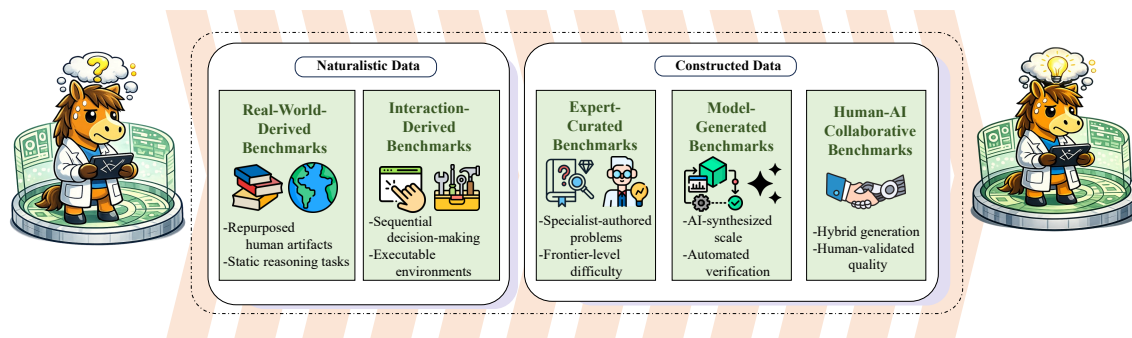 Naturalistic Data
Real-World-
Derived
Benchmarks
-Repurposed
human artifacts
-Static reasoning tasks
Interaction-
Derived
Benchmarks
-Sequential
decision-making
-Executable
environments
Constructed Data
Expert-
Curated
Benchmarks
-Specialist-authored
problems
-Frontier-level
difficulty
Model-
Generated
Benchmarks
-AI-synthesized
scale
-Automated
verification
Human-AI
Collaborative
Benchmarks
-Hybrid generation
-Human-validated
quality